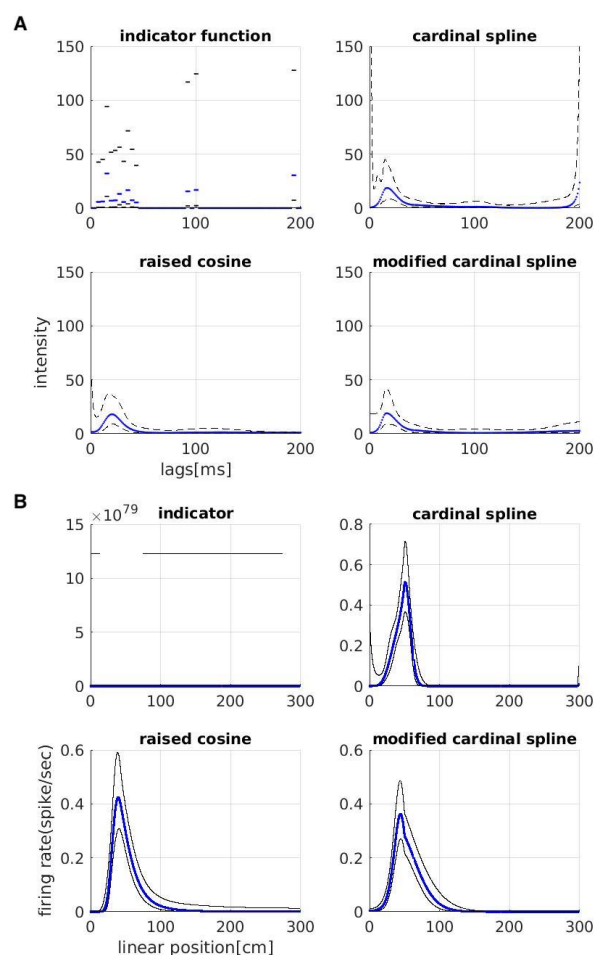 A
indicator function
cardinal spline
150
100
50
0
0 100 200
150
100
50
0
0 100 200
raised cosine
modified cardinal spline
intensity
150
100
50
0
0 100 200
150
100
50
0
0 100 200
lags[ms]
B
×10^79
indicator
cardinal spline
15
10
5
0
0 100 200 300
0.8
0.6
0.4
0.2
0
0 100 200 300
raised cosine
modified cardinal spline
firing rate(spike/sec)
0.6
0.4
0.2
0
0 100 200 300
0.6
0.4
0.2
0
0 100 200 300
linear position[cm]